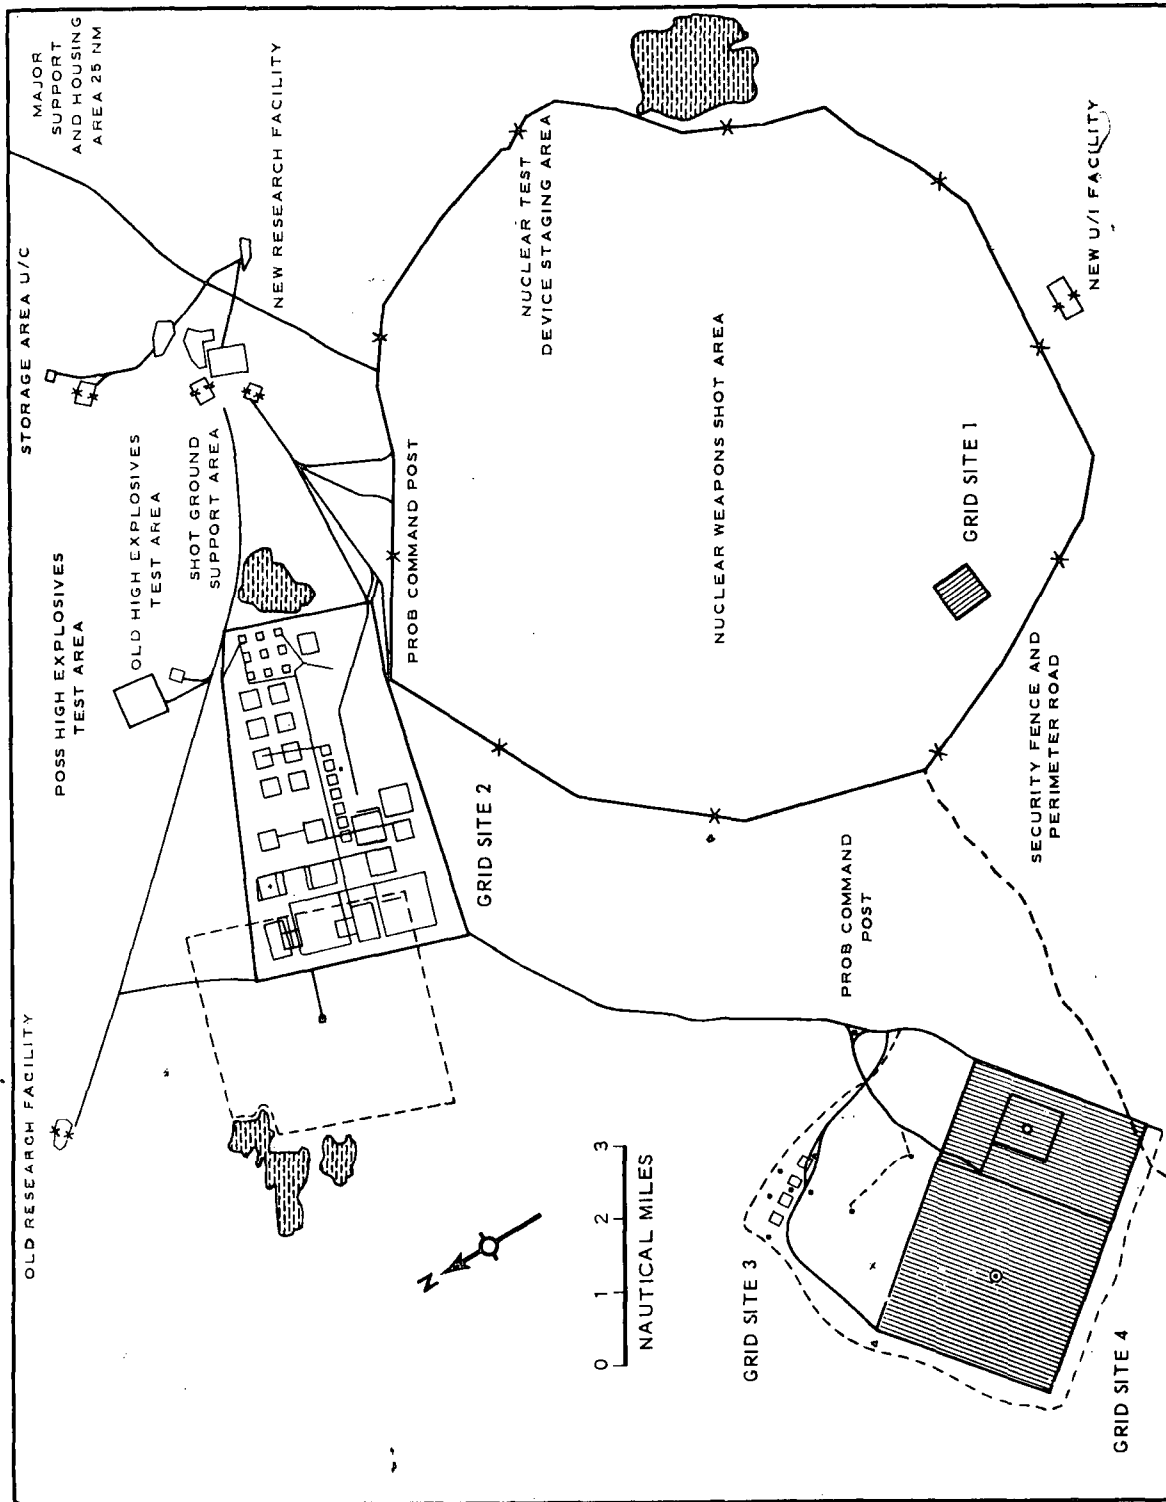 OLD RESEARCH FACILITY
POSS HIGH EXPLOSIVES
TEST AREA
STORAGE AREA U/C
MAJOR
SUPPORT
AND HOUSING
AREA 25 NM
OLD HIGH EXPLOSIVES
TEST AREA
SHOT GROUND
SUPPORT AREA
NEW RESEARCH FACILITY
PROB COMMAND POST
GRID SITE 2
NUCLEAR TEST
DEVICE STAGING AREA
N
0 1 2 3
NAUTICAL MILES
NUCLEAR WEAPONS SHOT AREA
GRID SITE 3
PROB COMMAND
POST
GRID SITE 1
SECURITY FENCE AND
PERIMETER ROAD
NEW U/I FACILITY
GRID SITE 4